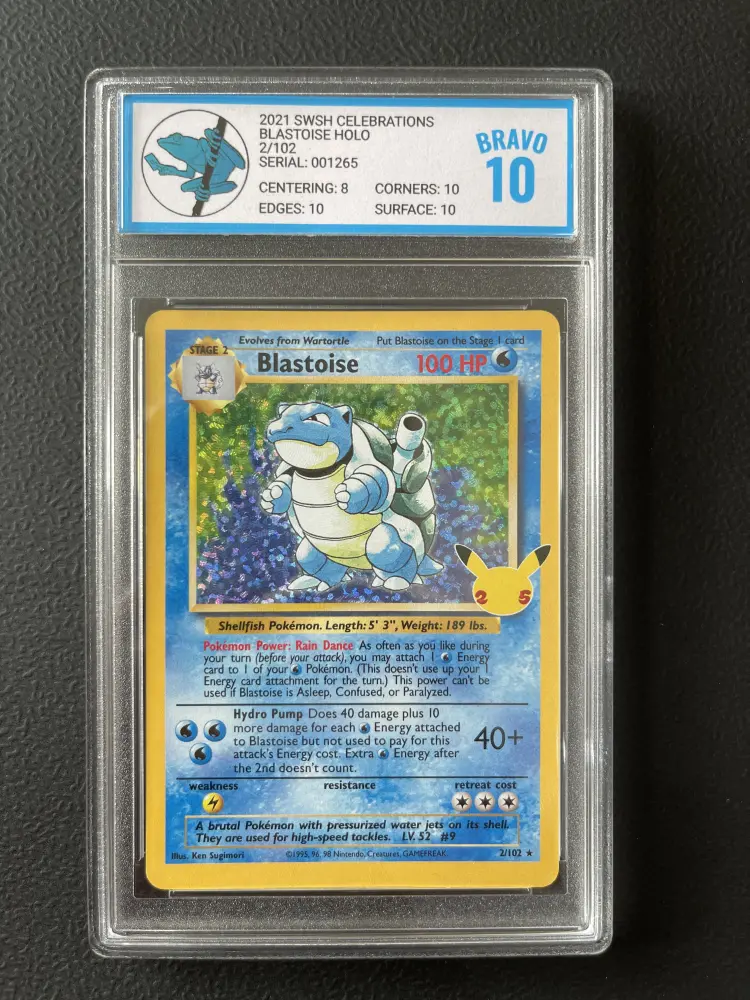 2021 SWSH CELEBRATIONS
BLASTOISE HOLO
2/102
SERIAL: 001265
CENTERING: 8 CORNERS: 10
EDGES: 10 SURFACE: 10
BRAVO
10
Evolves from Wartortle Put Blastoise on the Stage 1 card
STAGE 2
Blastoise 100 HP
25
Shellfish Pokémon. Length: 5' 3", Weight: 189 lbs.
Pokemon Power: Rain Dance As often as you like during
your turn (before your attack), you may attach 1 Energy
card to 1 of your Pokémon. (This doesn't use up your 1
Energy card attachment for the turn.) This power can't be
used if Blastoise is Asleep, Confused, or Paralyzed.
Hydro Pump Does 40 damage plus 10
more damage for each Energy attached
to Blastoise but not used to pay for this
attack's Energy cost. Extra Energy after
the 2nd doesn't count.
40+
weakness resistance retreat cost
A brutal Pokémon with pressurized water jets on its shell.
They are used for high-speed tackles. LV. 52 #9
Illus. Ken Sugimori ©1995, 96, 98 Nintendo, Creatures, GAMEFREAK. 2/102 ★